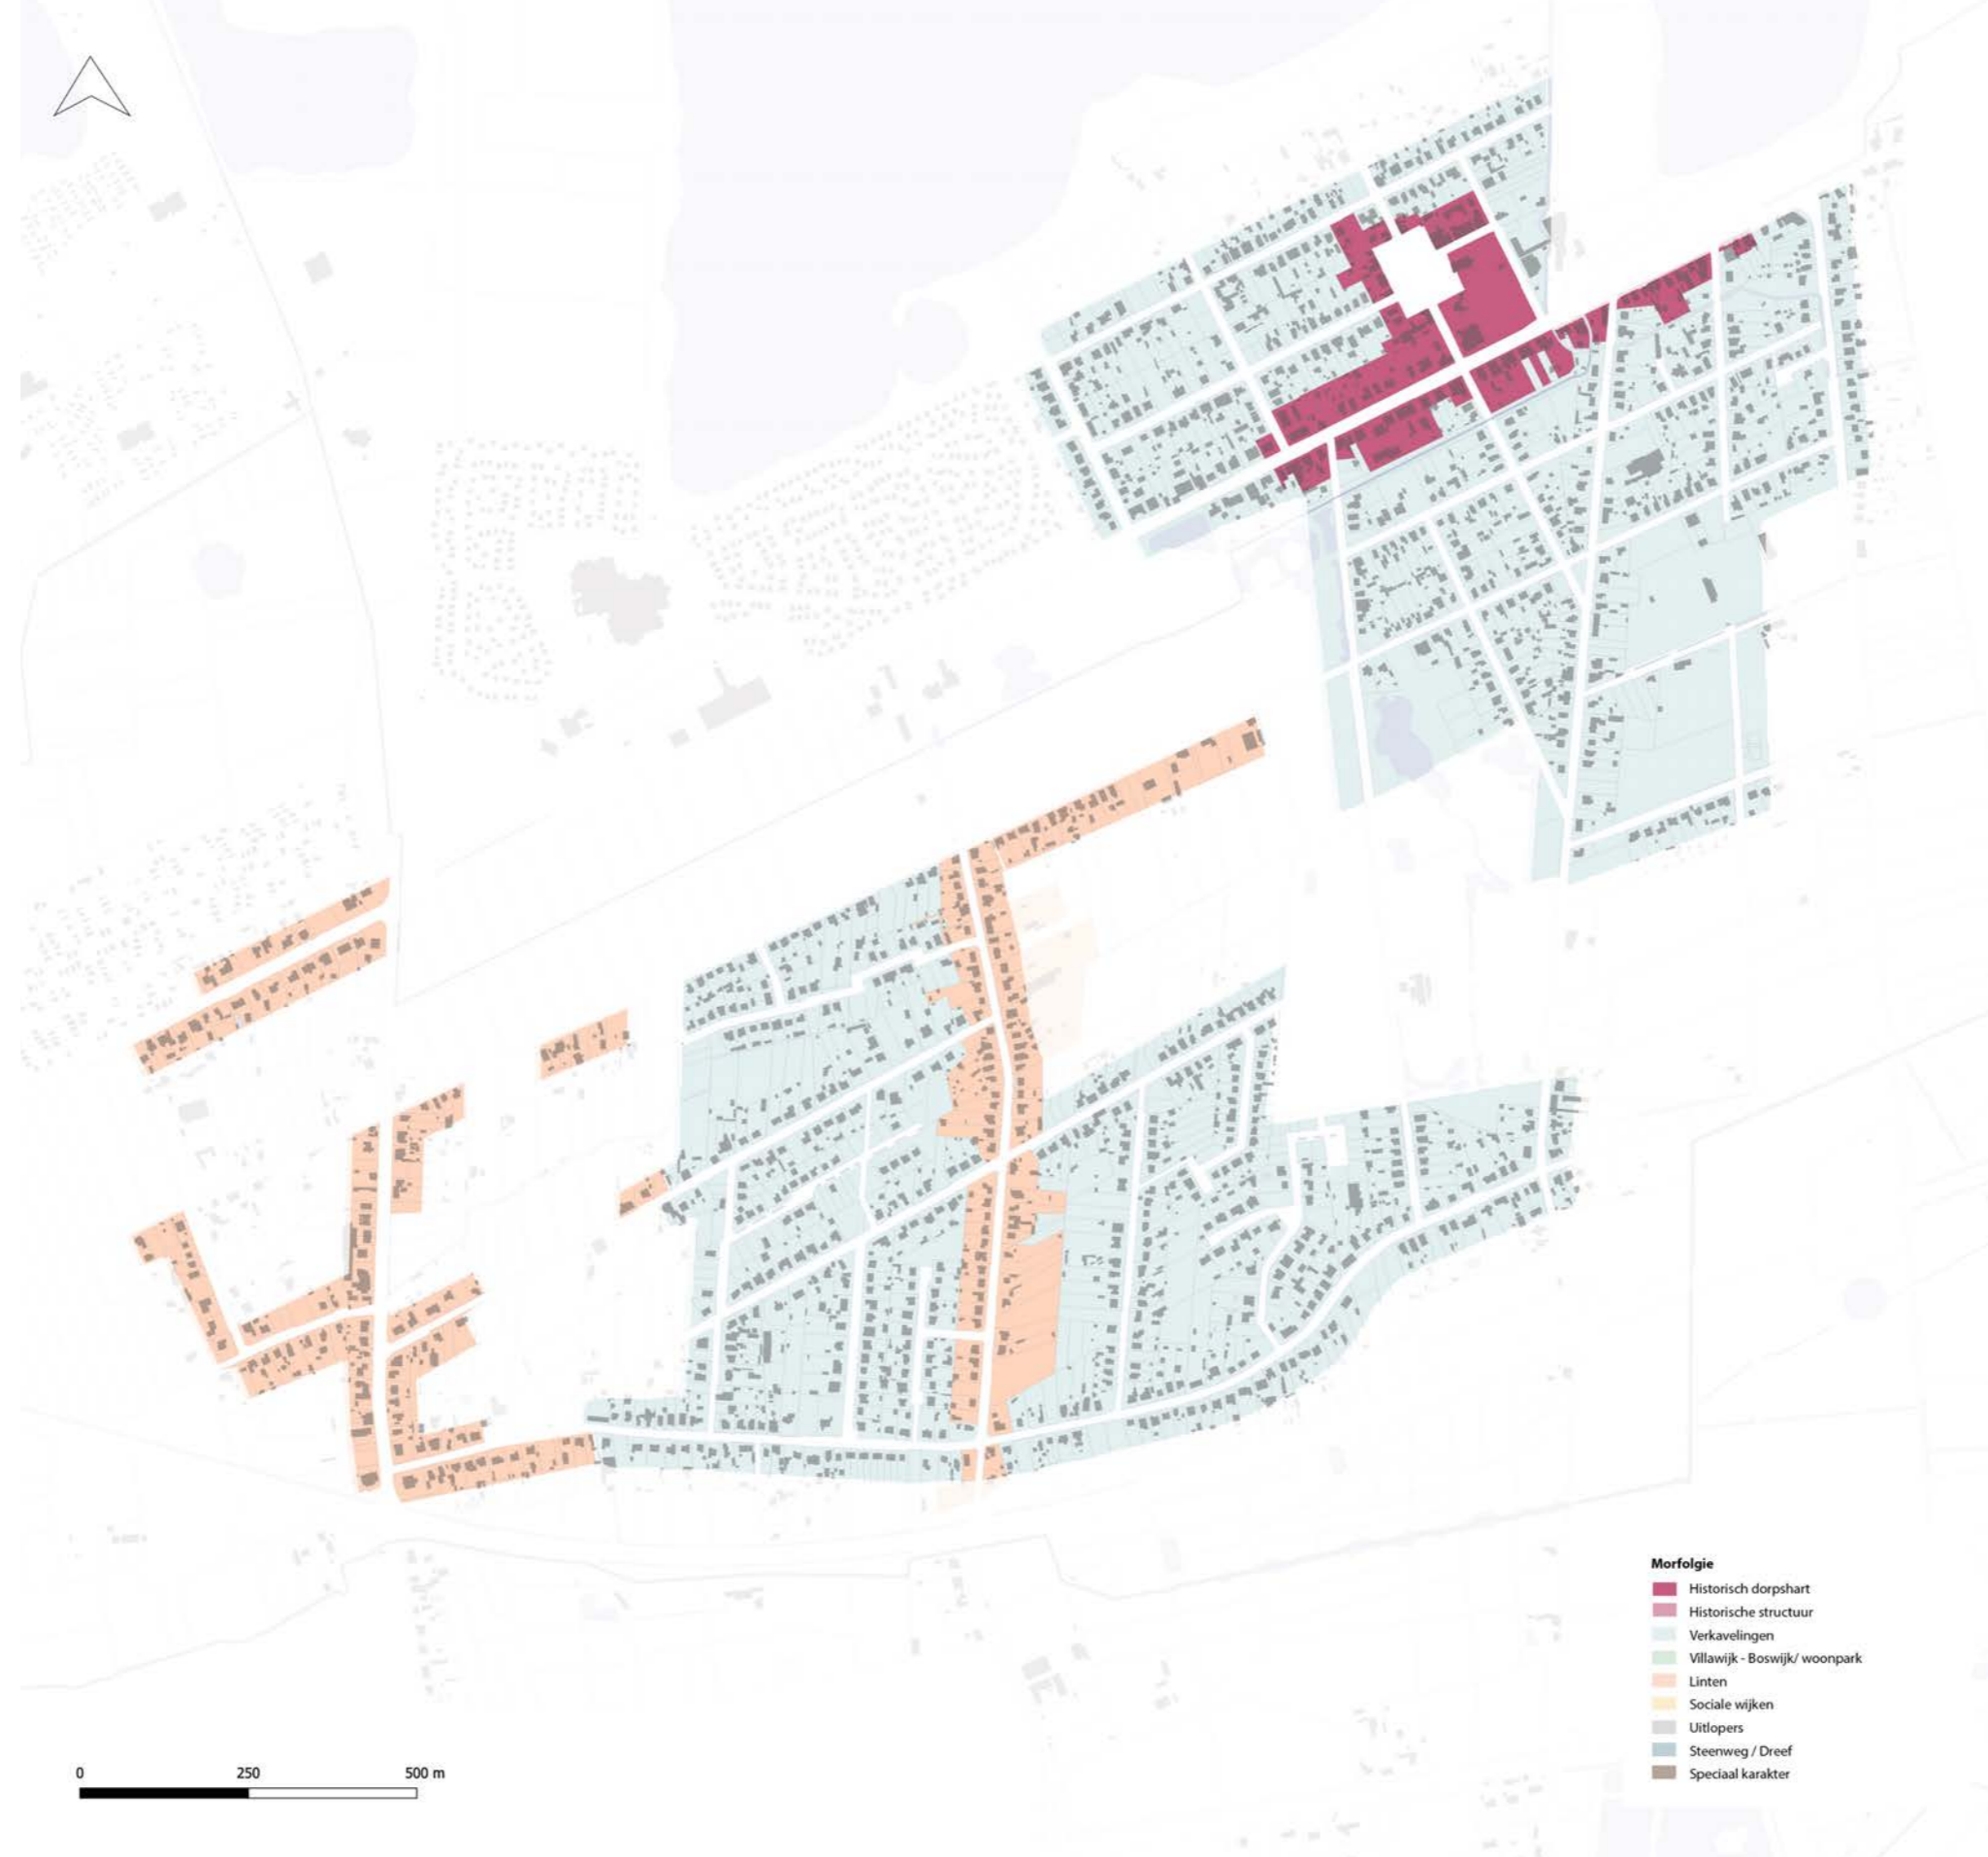 Morfolgie
Historisch dorpshart
Historische structuur
Verkavelingen
Villawijk - Boswijk/ woonpark
Linten
Sociale wijken
Uitlopers
Steenweg / Dreef
Speciaal karakter
0 250 500 m